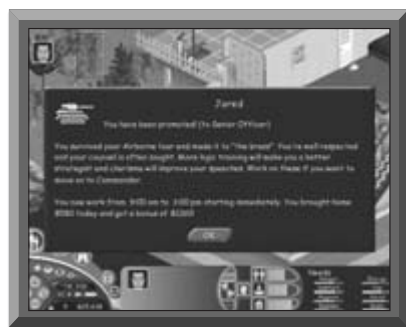 Jared
You have been promoted! (to Senior Officer)
You survived your Airborne tour and made it to "the brass". You're well respected
and your counsel is often sought. More logic training will make you a better
strategist and charisma will improve your speeches. Work on these if you want to
move on to Commander.
You now work from 9:00 am to 3:00 pm starting immediately. You brought home
today and got a bonus of
OK
Needs